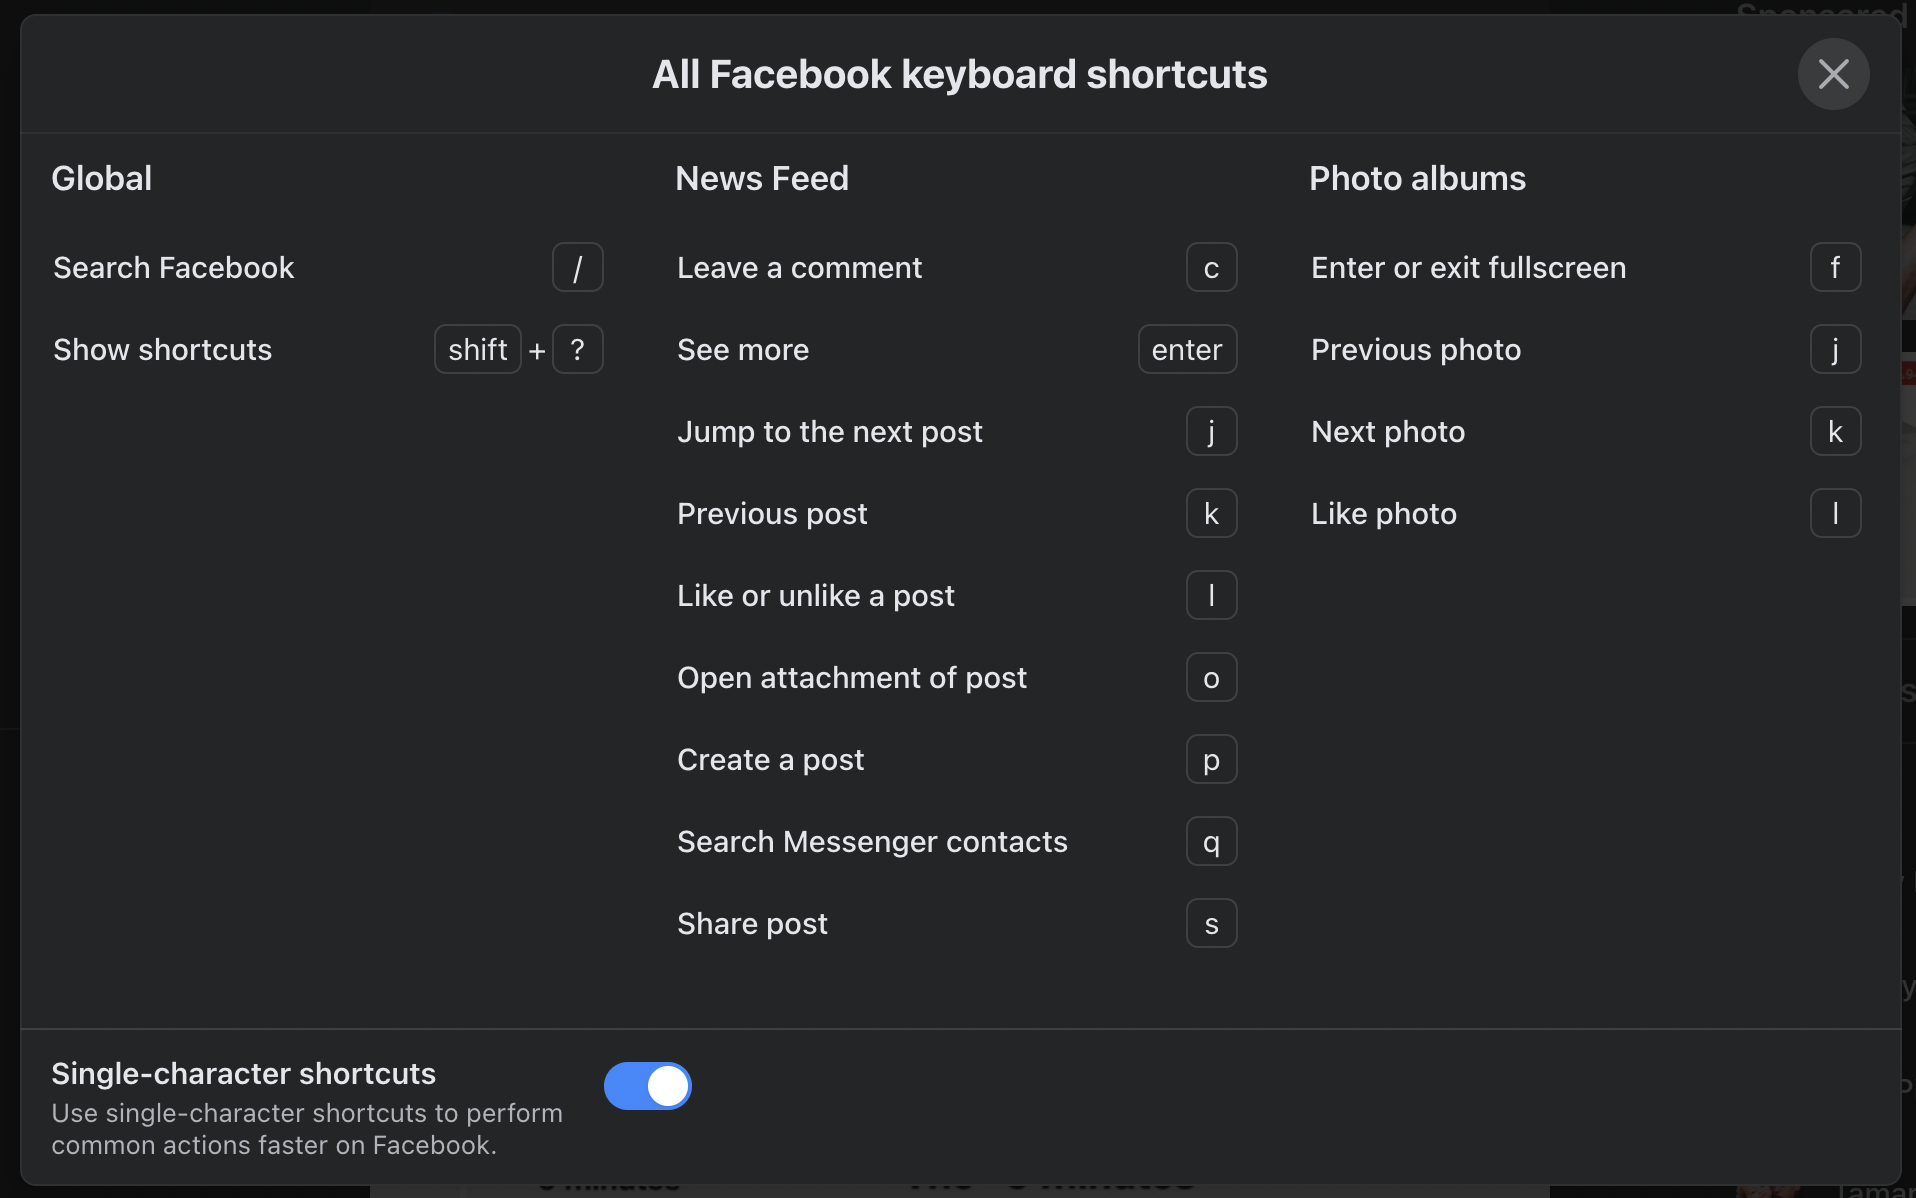 All Facebook keyboard shortcuts
Global
Search Facebook /
Show shortcuts shift + ?
News Feed
Leave a comment c
See more enter
Jump to the next post j
Previous post k
Like or unlike a post l
Open attachment of post o
Create a post p
Search Messenger contacts q
Share post s
Photo albums
Enter or exit fullscreen f
Previous photo j
Next photo k
Like photo l
Single-character shortcuts
Use single-character shortcuts to perform
common actions faster on Facebook.
Sponsored